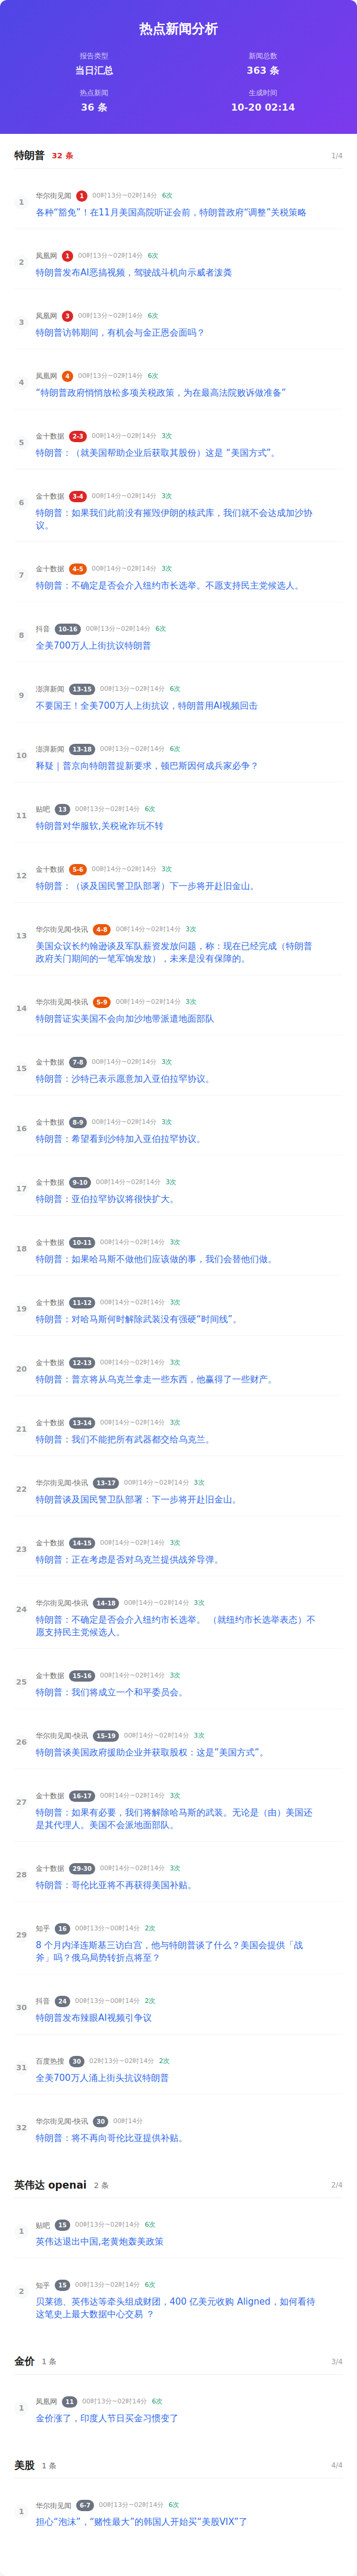 热点新闻分析
报告类型
新闻总数
当日汇总
363 条
热点新闻
生成时间
36 条
10-20 02:14
特朗普 32 条 1/4
1
华尔街见闻 1 00时13分~02时14分 6次
各种“豁免”！在11月美国高院听证会前，特朗普政府“调整”关税策略
2
凤凰网 1 00时13分~02时14分 6次
特朗普发布AI恶搞视频，驾驶战斗机向示威者泼粪
3
凤凰网 3 00时13分~02时14分 6次
特朗普访韩期间，有机会与金正恩会面吗？
4
凤凰网 4 00时13分~02时14分 6次
“特朗普政府悄悄放松多项关税政策，为在最高法院败诉做准备”
5
金十数据 2-3 00时14分~02时14分 3次
特朗普：（就美国帮助企业后获取其股份）这是 “美国方式”。
6
金十数据 3-4 00时14分~02时14分 3次
特朗普：如果我们此前没有摧毁伊朗的核武库，我们就不会达成加沙协
议。
7
金十数据 4-5 00时14分~02时14分 3次
特朗普：不确定是否会介入纽约市长选举。不愿支持民主党候选人。
8
抖音 10-16 00时13分~02时14分 6次
全美700万人上街抗议特朗普
9
澎湃新闻 13-15 00时13分~02时14分 6次
不要国王！全美700万人上街抗议，特朗普用AI视频回击
10
澎湃新闻 13-18 00时13分~02时14分 6次
释疑｜普京向特朗普提新要求，顿巴斯因何成兵家必争？
11
贴吧 13 00时13分~02时14分 6次
特朗普对华服软,关税讹诈玩不转
12
金十数据 5-6 00时14分~02时14分 3次
特朗普：（谈及国民警卫队部署）下一步将开赴旧金山。
13
华尔街见闻-快讯 4-8 00时14分~02时14分 3次
美国众议长约翰逊谈及军队薪资发放问题，称：现在已经完成（特朗普
政府关门期间的一笔军饷发放），未来是没有保障的。
14
华尔街见闻-快讯 5-9 00时14分~02时14分 3次
特朗普证实美国不会向加沙地带派遣地面部队
15
金十数据 7-8 00时14分~02时14分 3次
特朗普：沙特已表示愿意加入亚伯拉罕协议。
16
金十数据 8-9 00时14分~02时14分 3次
特朗普：希望看到沙特加入亚伯拉罕协议。
17
金十数据 9-10 00时14分~02时14分 3次
特朗普：亚伯拉罕协议将很快扩大。
18
金十数据 10-11 00时14分~02时14分 3次
特朗普：如果哈马斯不做他们应该做的事，我们会替他们做。
19
金十数据 11-12 00时14分~02时14分 3次
特朗普：对哈马斯何时解除武装没有强硬“时间线”。
20
金十数据 12-13 00时14分~02时14分 3次
特朗普：普京将从乌克兰拿走一些东西，他赢得了一些财产。
21
金十数据 13-14 00时14分~02时14分 3次
特朗普：我们不能把所有武器都交给乌克兰。
22
华尔街见闻-快讯 13-17 00时14分~02时14分 3次
特朗普谈及国民警卫队部署：下一步将开赴旧金山。
23
金十数据 14-15 00时14分~02时14分 3次
特朗普：正在考虑是否对乌克兰提供战斧导弹。
24
华尔街见闻-快讯 14-18 00时14分~02时14分 3次
特朗普：不确定是否会介入纽约市长选举。 （就纽约市长选举表态）不
愿支持民主党候选人。
25
金十数据 15-16 00时14分~02时14分 3次
特朗普：我们将成立一个和平委员会。
26
华尔街见闻-快讯 15-19 00时14分~02时14分 3次
特朗普谈美国政府援助企业并获取股权：这是”美国方式”。
27
金十数据 16-17 00时14分~02时14分 3次
特朗普：如果有必要，我们将解除哈马斯的武装。无论是（由）美国还
是其代理人。美国不会派地面部队。
28
金十数据 29-30 00时14分~02时14分 3次
特朗普：哥伦比亚将不再获得美国补贴。
29
知乎 16 00时13分~00时14分 2次
8 个月内泽连斯基三访白宫，他与特朗普谈了什么？美国会提供「战
斧」吗？俄乌局势转折点将至？
30
抖音 24 00时13分~00时14分 2次
特朗普发布辣眼AI视频引争议
31
百度热搜 30 02时13分~02时14分 2次
全美700万人涌上街头抗议特朗普
32
华尔街见闻-快讯 30 00时14分
特朗普：将不再向哥伦比亚提供补贴。
英伟达 openai 2 条 2/4
1
贴吧 15 00时13分~02时14分 6次
英伟达退出中国,老黄炮轰美政策
2
知乎 15 00时13分~02时14分 6次
贝莱德、英伟达等牵头组成财团，400 亿美元收购 Aligned，如何看待
这笔史上最大数据中心交易 ？
金价 1 条 3/4
1
凤凰网 11 00时13分~02时14分 6次
金价涨了，印度人节日买金习惯变了
美股 1 条 4/4
1
华尔街见闻 6-7 00时13分~02时14分 6次
担心“泡沫”，“赌性最大”的韩国人开始买“美股VIX”了